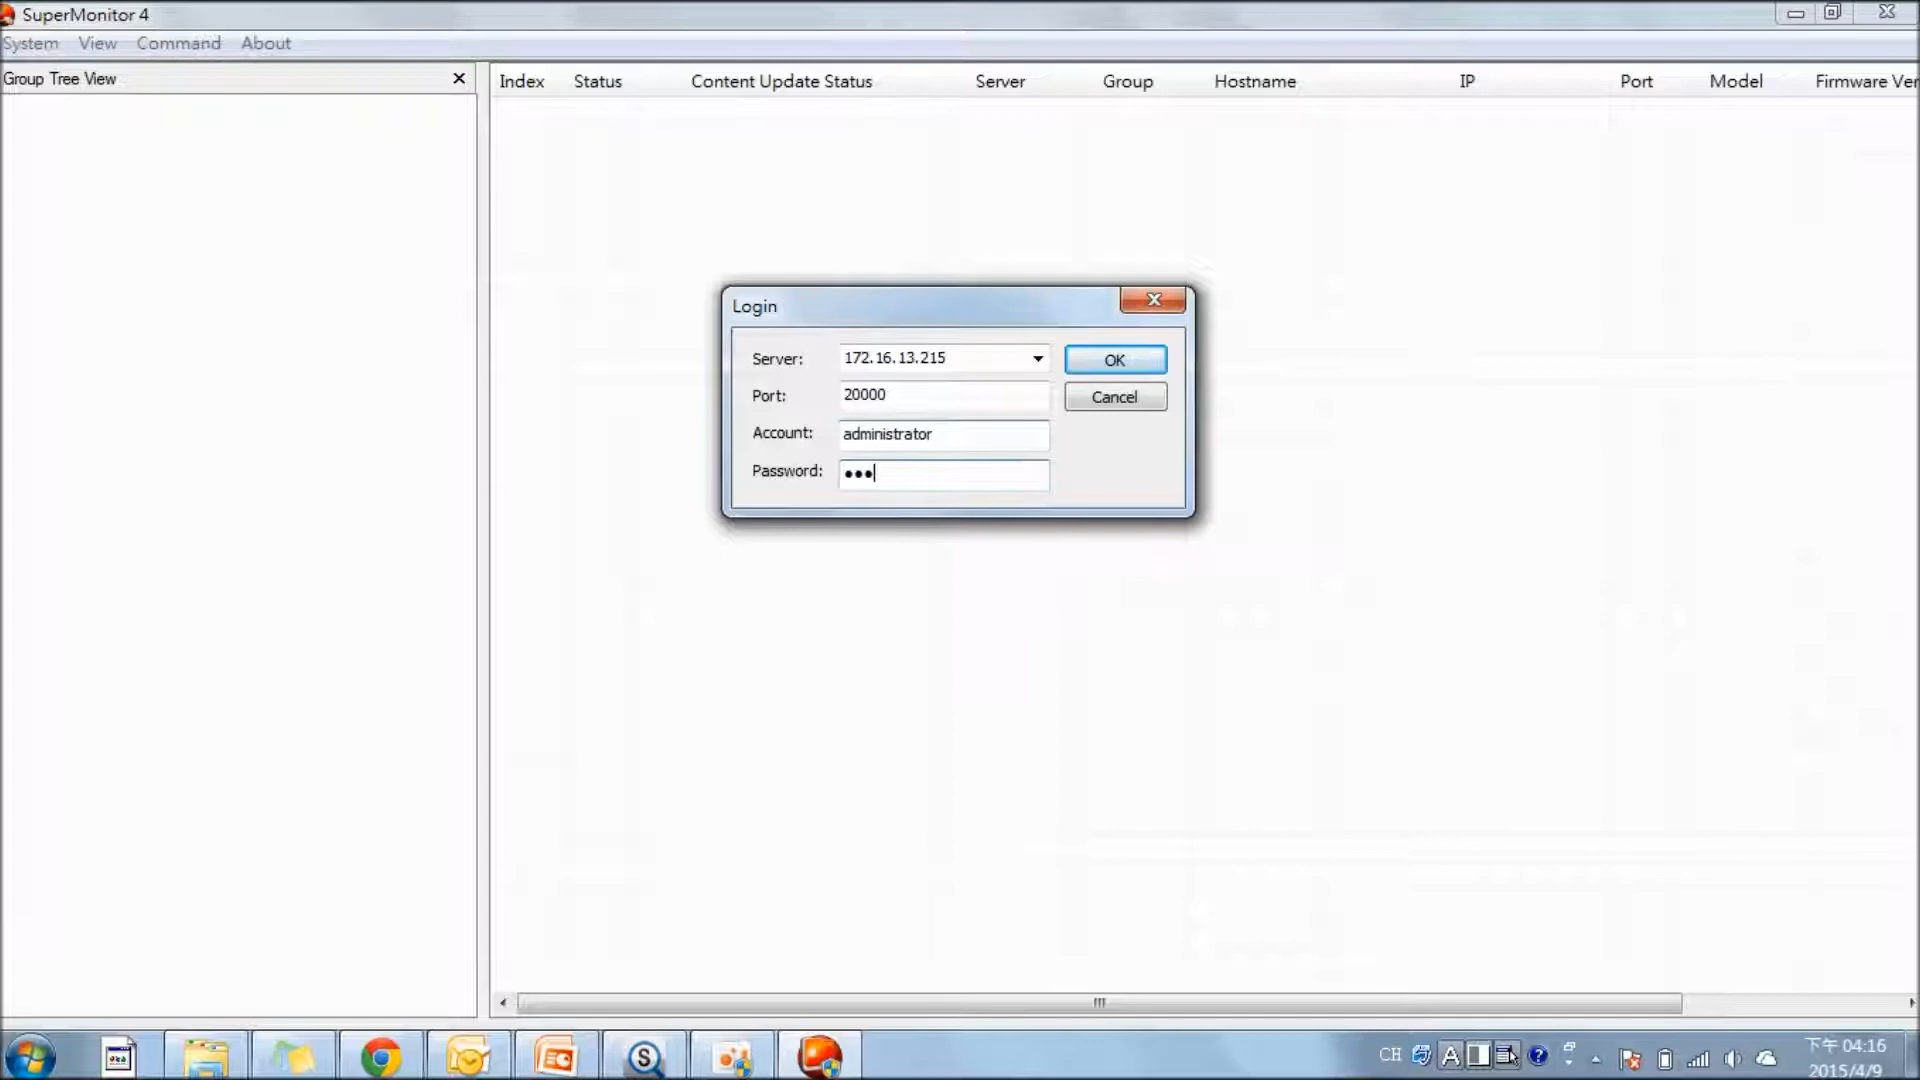 SuperMonitor 4
System View Command About
Group Tree View
Index Status Content Update Status Server Group Hostname IP Port Model Firmware Ver
Login
Server: 172.16.13.215 OK
Port: 20000 Cancel
Account: administrator
Password: •••
CH A
下午 04:16
2015/4/9